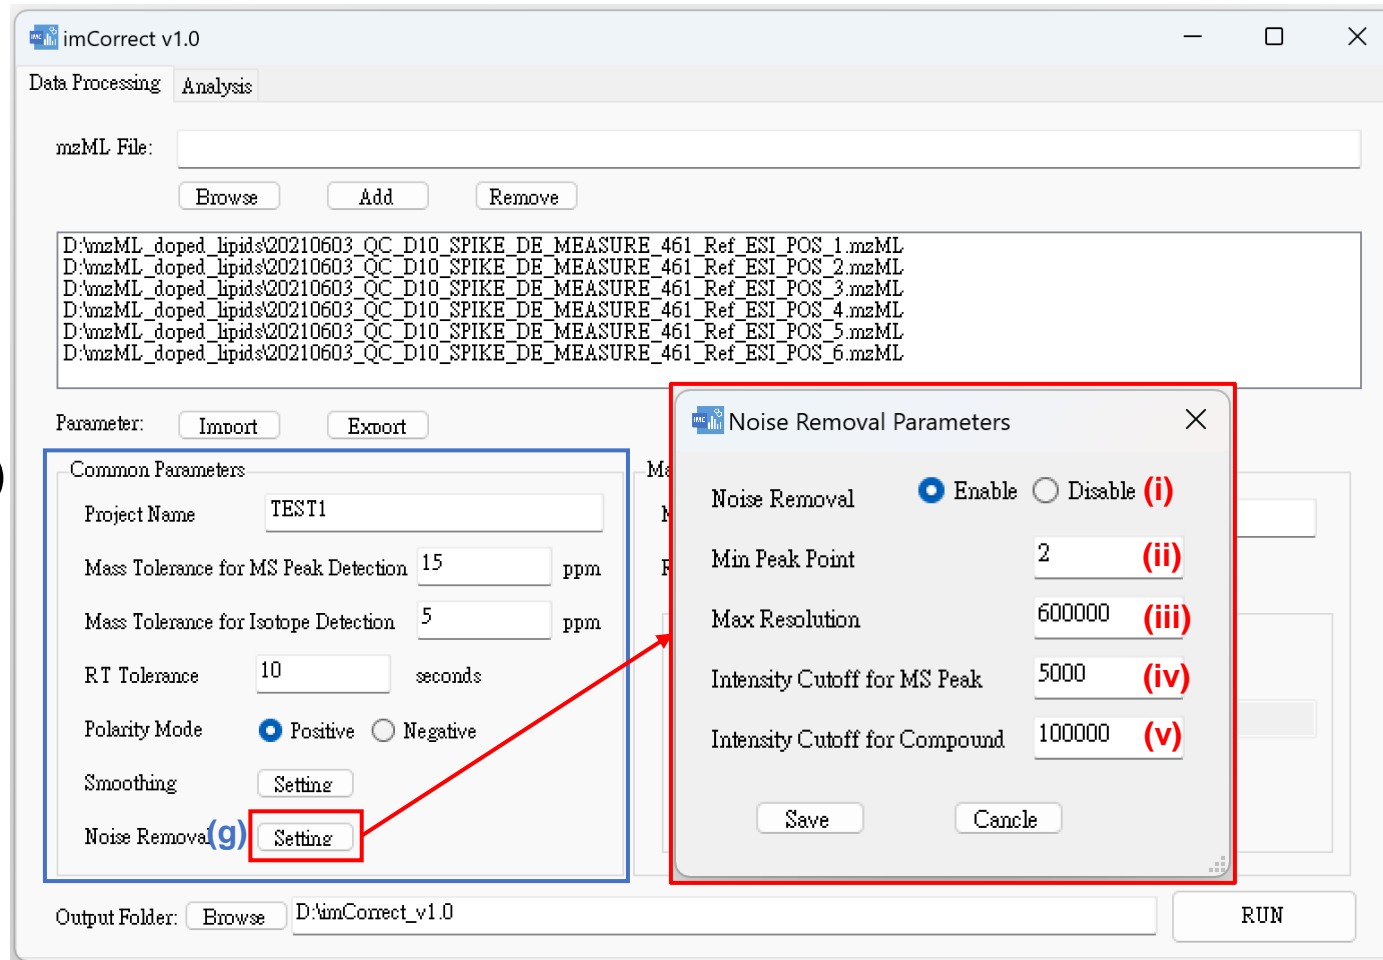 imCorrect v1.0
Data Processing Analysis
mzML File:
Browse Add Remove
D:\mzML_doped_lipids\20210603_QC_D10_SPIKE_DE_MEASURE_461_Ref_ESI_POS_1.mzML
D:\mzML_doped_lipids\20210603_QC_D10_SPIKE_DE_MEASURE_461_Ref_ESI_POS_2.mzML
D:\mzML_doped_lipids\20210603_QC_D10_SPIKE_DE_MEASURE_461_Ref_ESI_POS_3.mzML
D:\mzML_doped_lipids\20210603_QC_D10_SPIKE_DE_MEASURE_461_Ref_ESI_POS_4.mzML
D:\mzML_doped_lipids\20210603_QC_D10_SPIKE_DE_MEASURE_461_Ref_ESI_POS_5.mzML
D:\mzML_doped_lipids\20210603_QC_D10_SPIKE_DE_MEASURE_461_Ref_ESI_POS_6.mzML
Parameter: Import Export
)
Common Parameters
Project Name TEST1
Mass Tolerance for MS Peak Detection 15 ppm
Mass Tolerance for Isotope Detection 5 ppm
RT Tolerance 10 seconds
Polarity Mode Positive Negative
Smoothing Setting
Noise Removal (g) Setting
Ma
IMC Noise Removal Parameters
Noise Removal Enable Disable (i)
Min Peak Point 2 (ii)
Max Resolution 600000 (iii)
Intensity Cutoff for MS Peak 5000 (iv)
Intensity Cutoff for Compound 100000 (v)
Save Cancle
Output Folder: Browse D:\imCorrect_v1.0 RUN